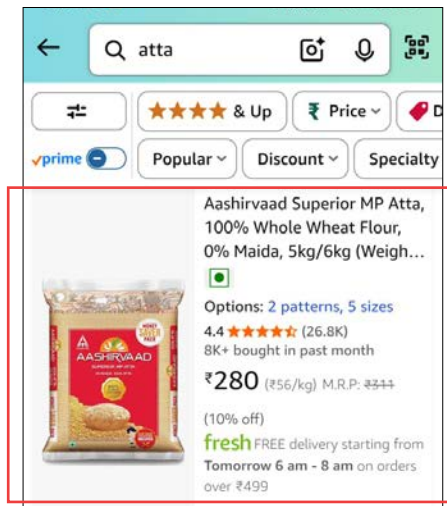 atta
★★★★ & Up
₹ Price
D
prime
Popular
Discount
Specialty
Aashirvaad Superior MP Atta,
100% Whole Wheat Flour,
0% Maida, 5kg/6kg (Weigh...
Options: 2 patterns, 5 sizes
4.4 ★★★★ (26.8K)
8K+ bought in past month
₹280 (₹56/kg) M.R.P: ₹311
(10% off)
fresh FREE delivery starting from
Tomorrow 6 am - 8 am on orders
over ₹499
MONEY
SAVER
PACK
AASHIRVAAD
SUPERIOR MP ATTA